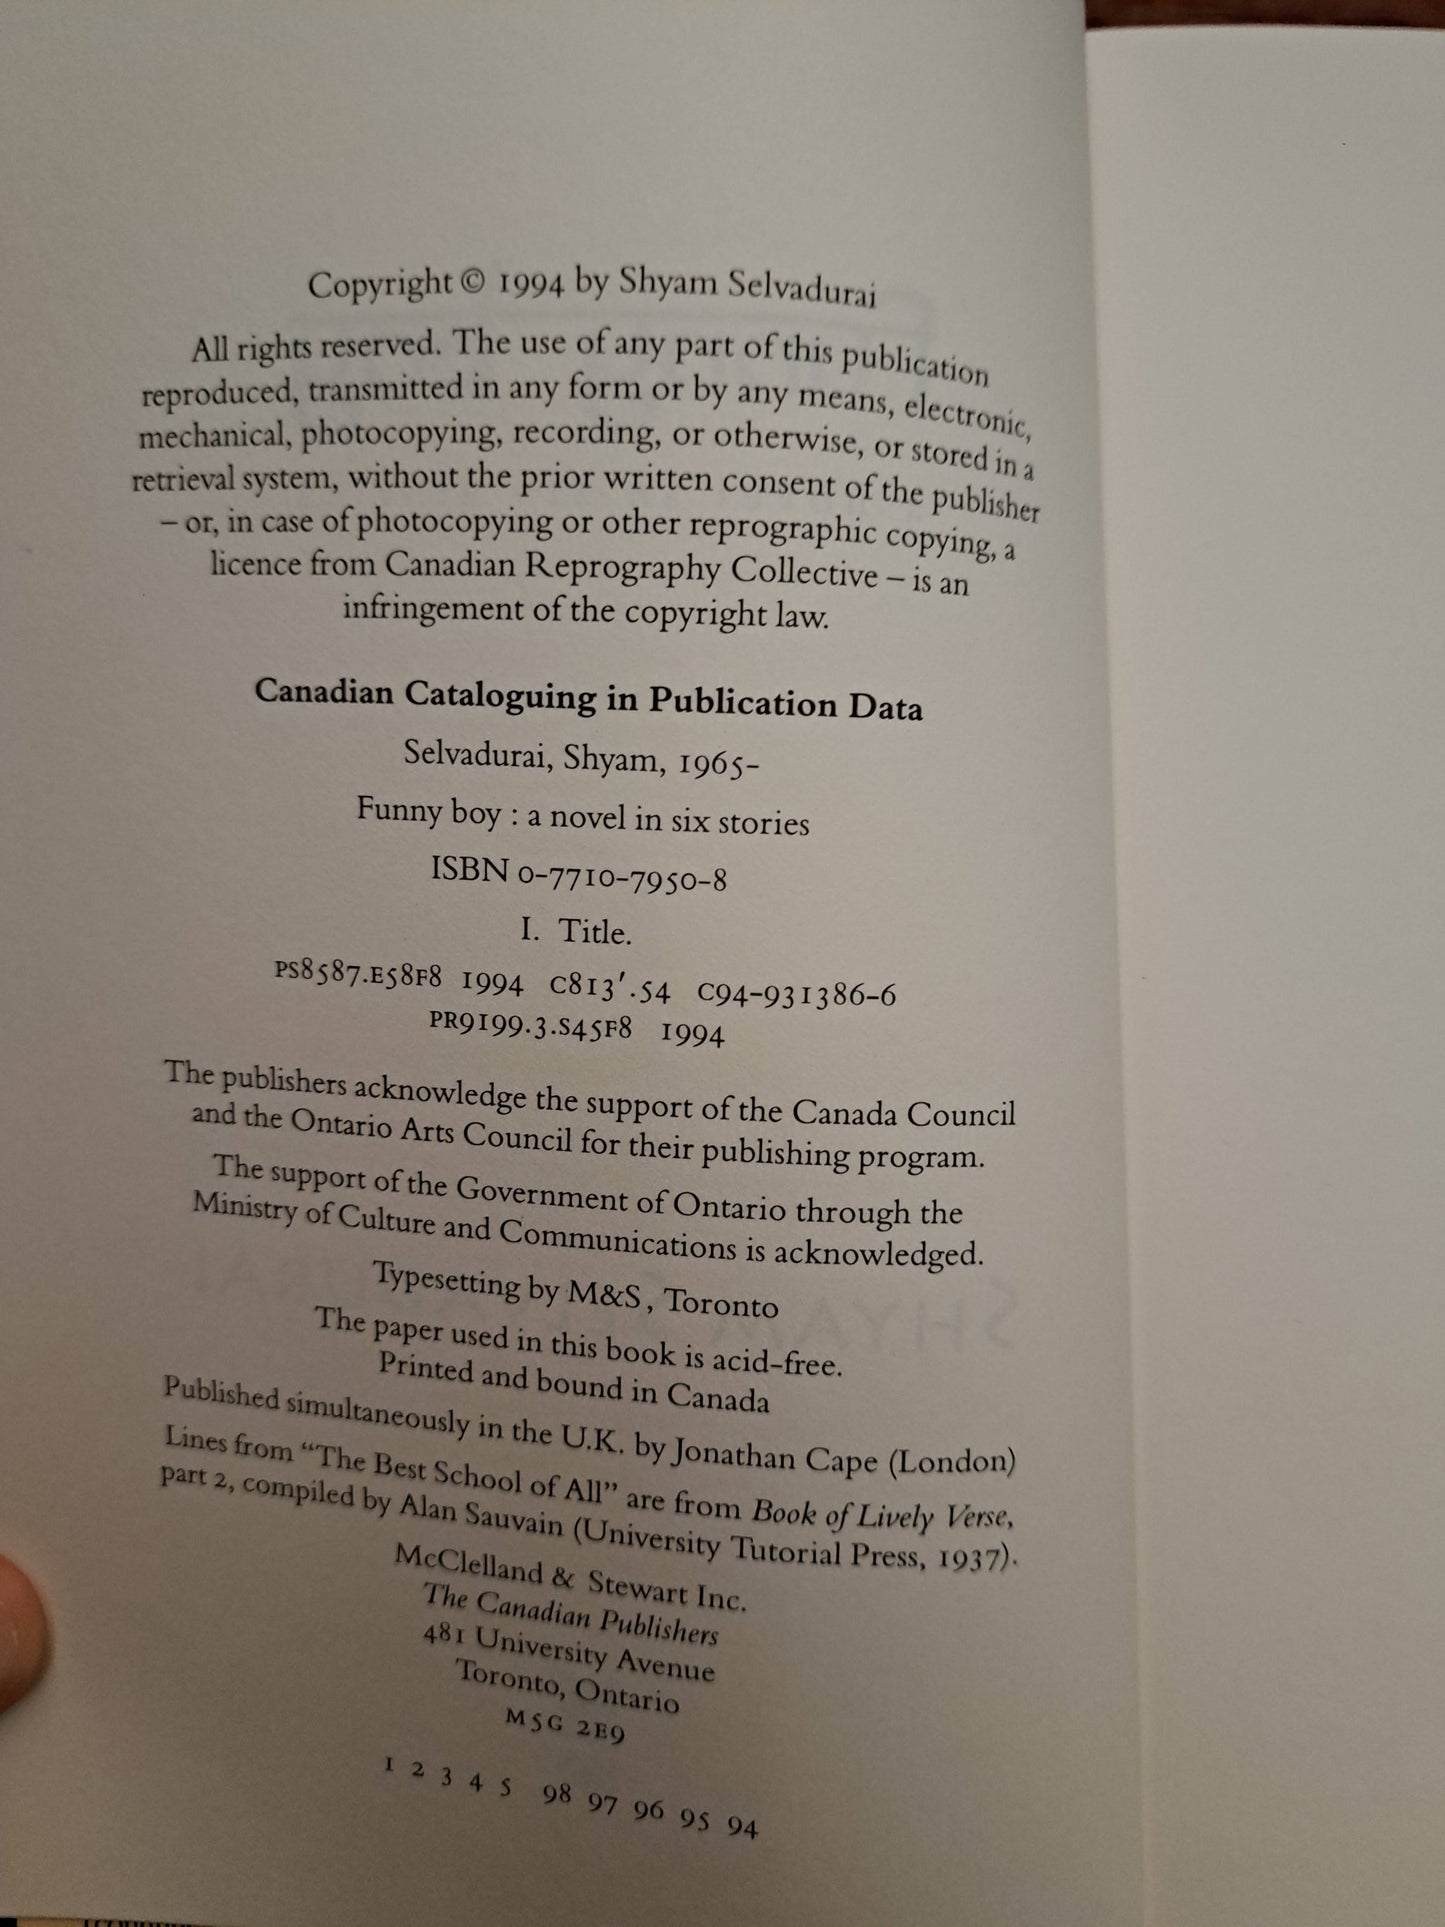 Copyright © 1994 by Shyam Selvadurai
All rights reserved. The use of any part of this publication
reproduced, transmitted in any form or by any means, electronic,
mechanical, photocopying, recording, or otherwise, or stored in a
retrieval system, without the prior written consent of the publisher
– or, in case of photocopying or other reprographic copying, a
licence from Canadian Reprography Collective – is an
infringement of the copyright law.
Canadian Cataloguing in Publication Data
Selvadurai, Shyam, 1965–
Funny boy : a novel in six stories
ISBN 0-7710-7950-8
I. Title.
PS8587.E58F8 1994 C813′.54 C94-931386-6
PR9199.3.S45F8 1994
The publishers acknowledge the support of the Canada Council
and the Ontario Arts Council for their publishing program.
The support of the Government of Ontario through the
Ministry of Culture and Communications is acknowledged.
Typesetting by M&S, Toronto
The paper used in this book is acid-free.
Printed and bound in Canada
Published simultaneously in the U.K. by Jonathan Cape (London)
Lines from “The Best School of All” are from Book of Lively Verse,
part 2, compiled by Alan Sauvain (University Tutorial Press, 1937).
McClelland & Stewart Inc.
The Canadian Publishers
481 University Avenue
Toronto, Ontario
M5G 2E9
1 2 3 4 5 98 97 96 95 94